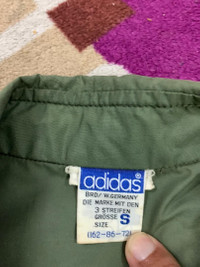 adidas®
BRD/W.GERMANY
DIE MARKE MIT DEN
3 STREIFEN
GRÖSSE S
SIZE
(162-86-72)